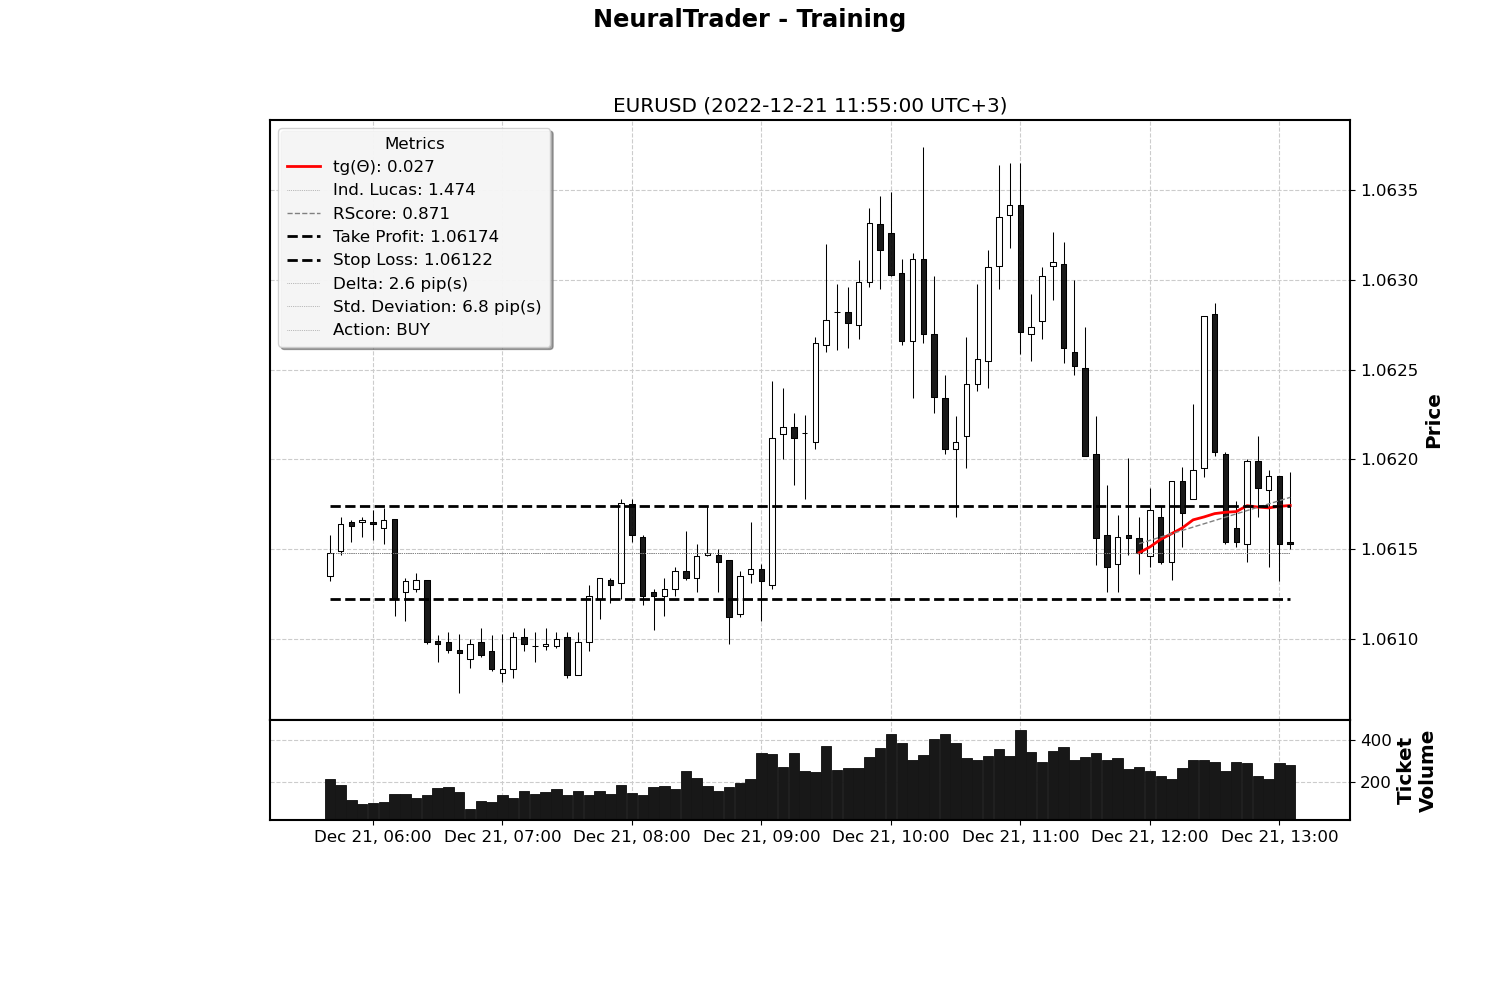 NeuralTrader - Training
EURUSD (2022-12-21 11:55:00 UTC+3)
Metrics
tg(Θ): 0.027
Ind. Lucas: 1.474
RScore: 0.871
Take Profit: 1.06174
Stop Loss: 1.06122
Delta: 2.6 pip(s)
Std. Deviation: 6.8 pip(s)
Action: BUY
1.0635
1.0630
1.0625
1.0620
1.0615
1.0610
Price
400
200
Ticket
Volume
Dec 21, 06:00 Dec 21, 07:00 Dec 21, 08:00 Dec 21, 09:00 Dec 21, 10:00 Dec 21, 11:00 Dec 21, 12:00 Dec 21, 13:00